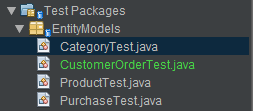 Test Packages
EntityModels
CategoryTest.java
CustomerOrderTest.java
ProductTest.java
PurchaseTest.java